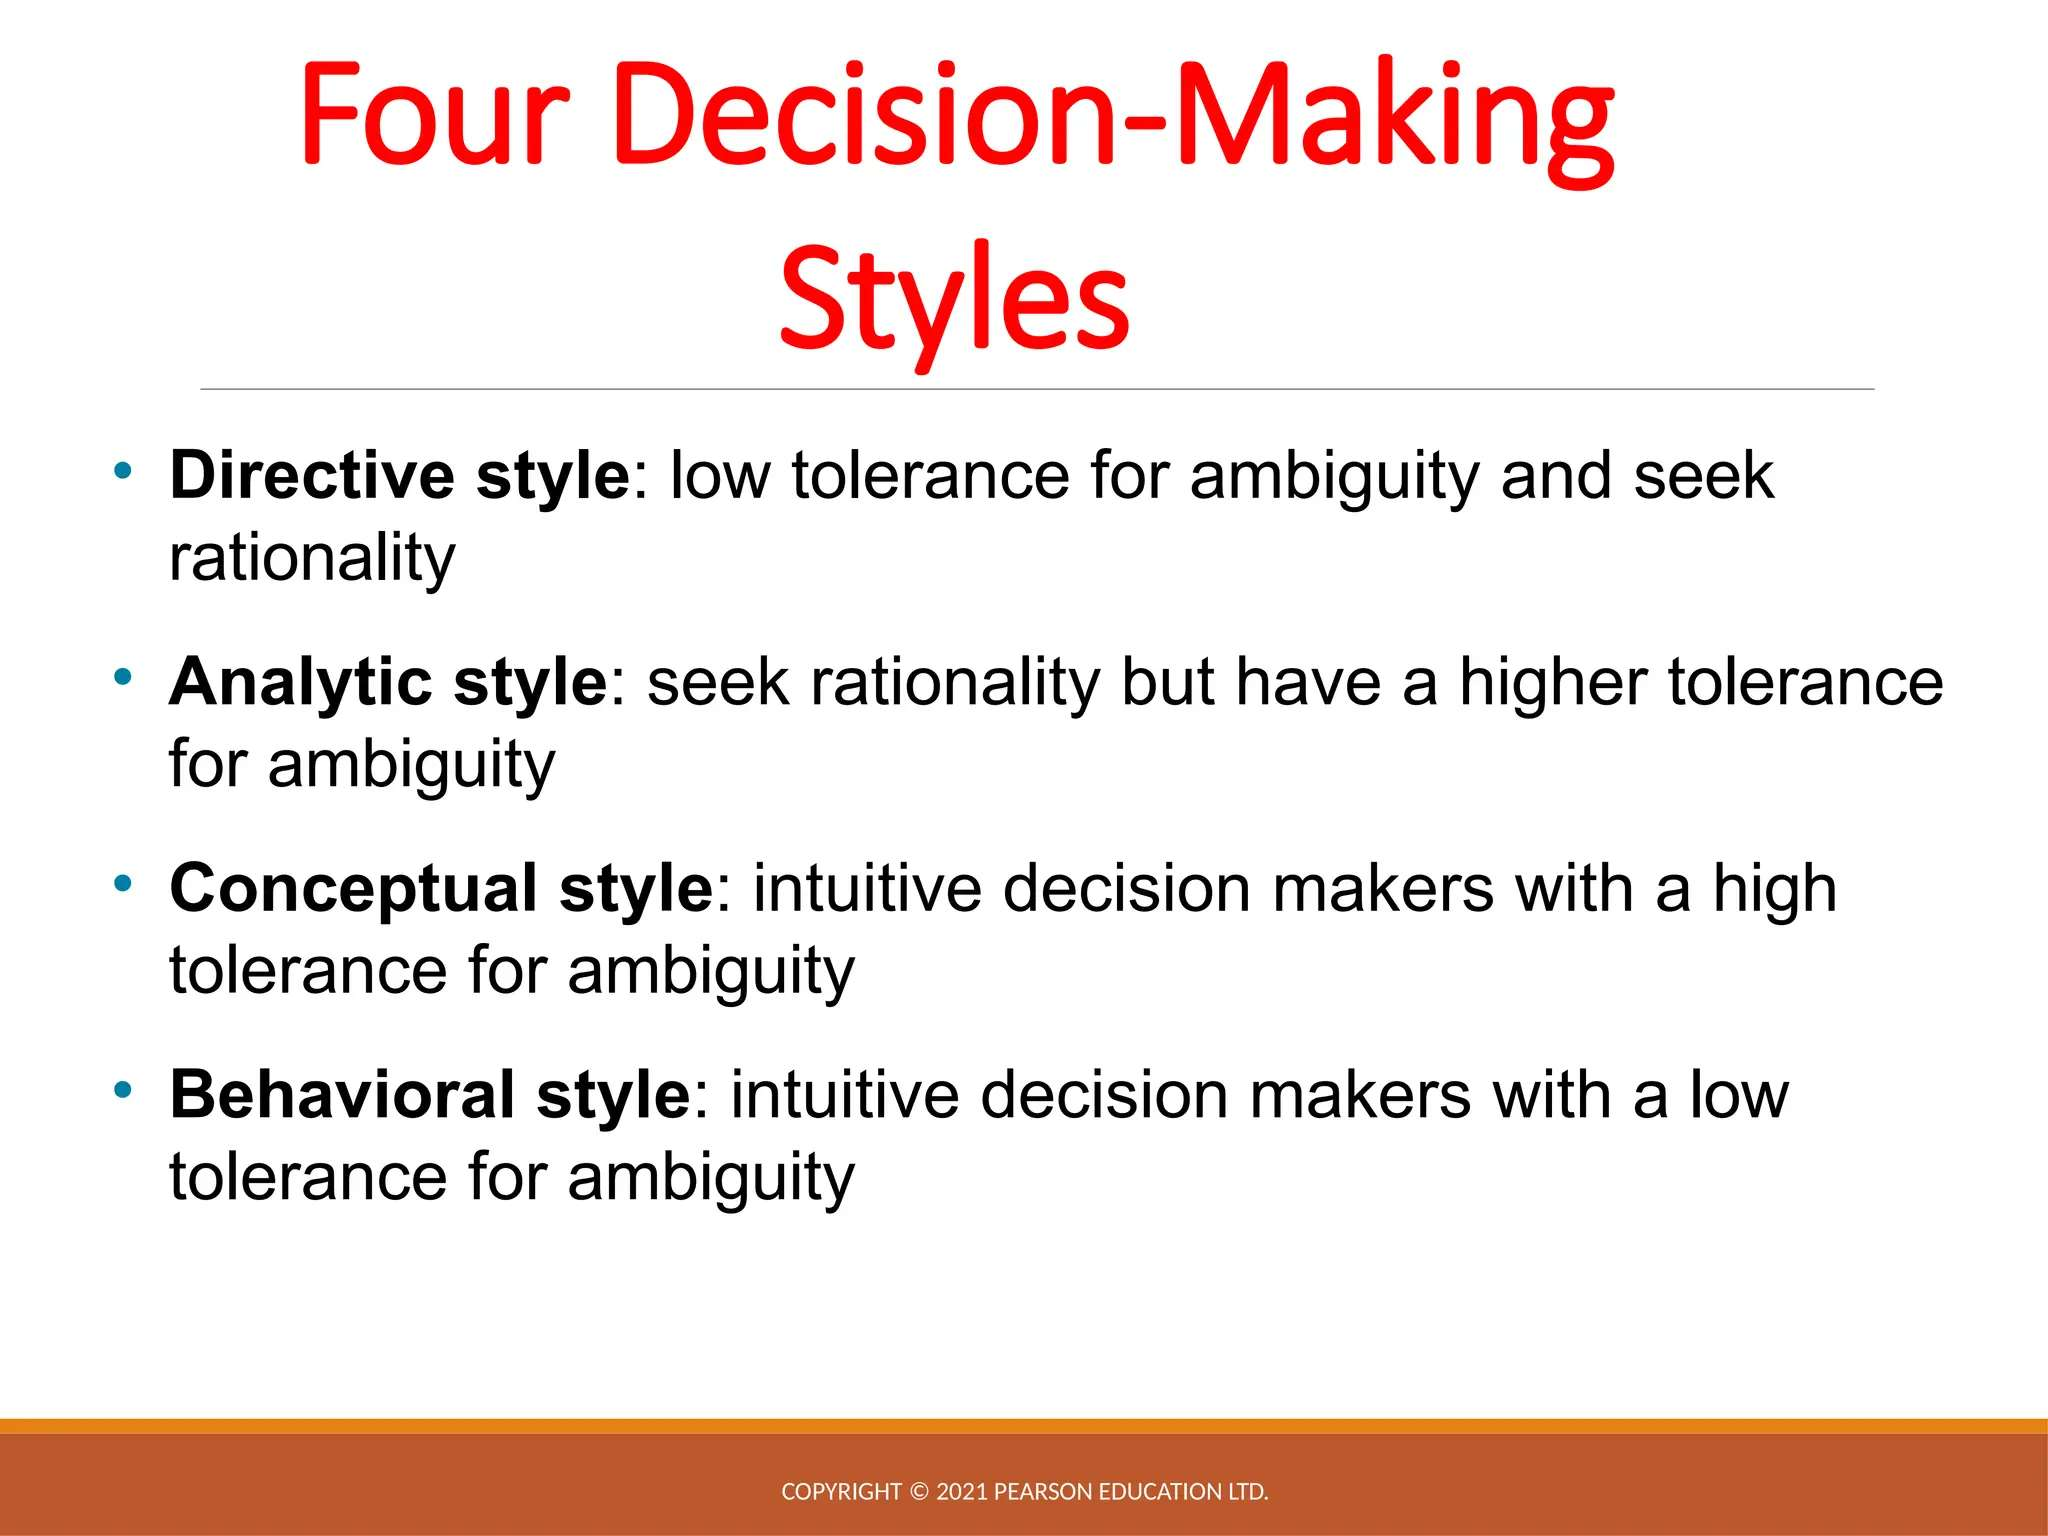 Four Decision-Making
Styles
• Directive style: low tolerance for ambiguity and seek
rationality
• Analytic style: seek rationality but have a higher tolerance
for ambiguity
• Conceptual style: intuitive decision makers with a high
tolerance for ambiguity
• Behavioral style: intuitive decision makers with a low
tolerance for ambiguity
COPYRIGHT © 2021 PEARSON EDUCATION LTD.